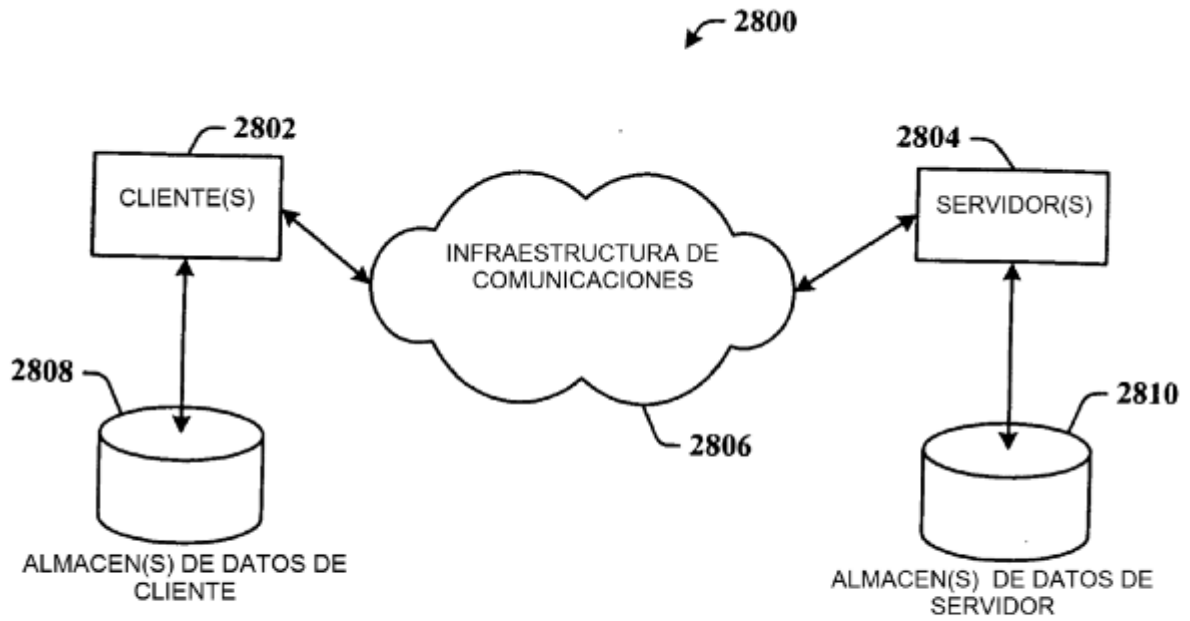 2800
2802
CLIENTE(S)
2804
SERVIDOR(S)
INFRAESTRUCTURA DE
COMUNICACIONES
2808
2806
2810
ALMACEN(S) DE DATOS DE
CLIENTE
ALMACEN(S) DE DATOS DE
SERVIDOR